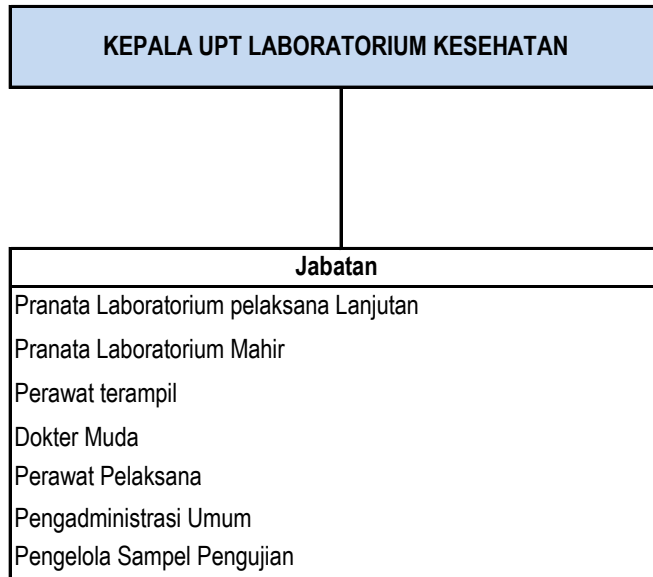 KEPALA UPT LABORATORIUM KESEHATAN
Jabatan
Pranata Laboratorium pelaksana Lanjutan
Pranata Laboratorium Mahir
Perawat terampil
Dokter Muda
Perawat Pelaksana
Pengadministrasi Umum
Pengelola Sampel Pengujian